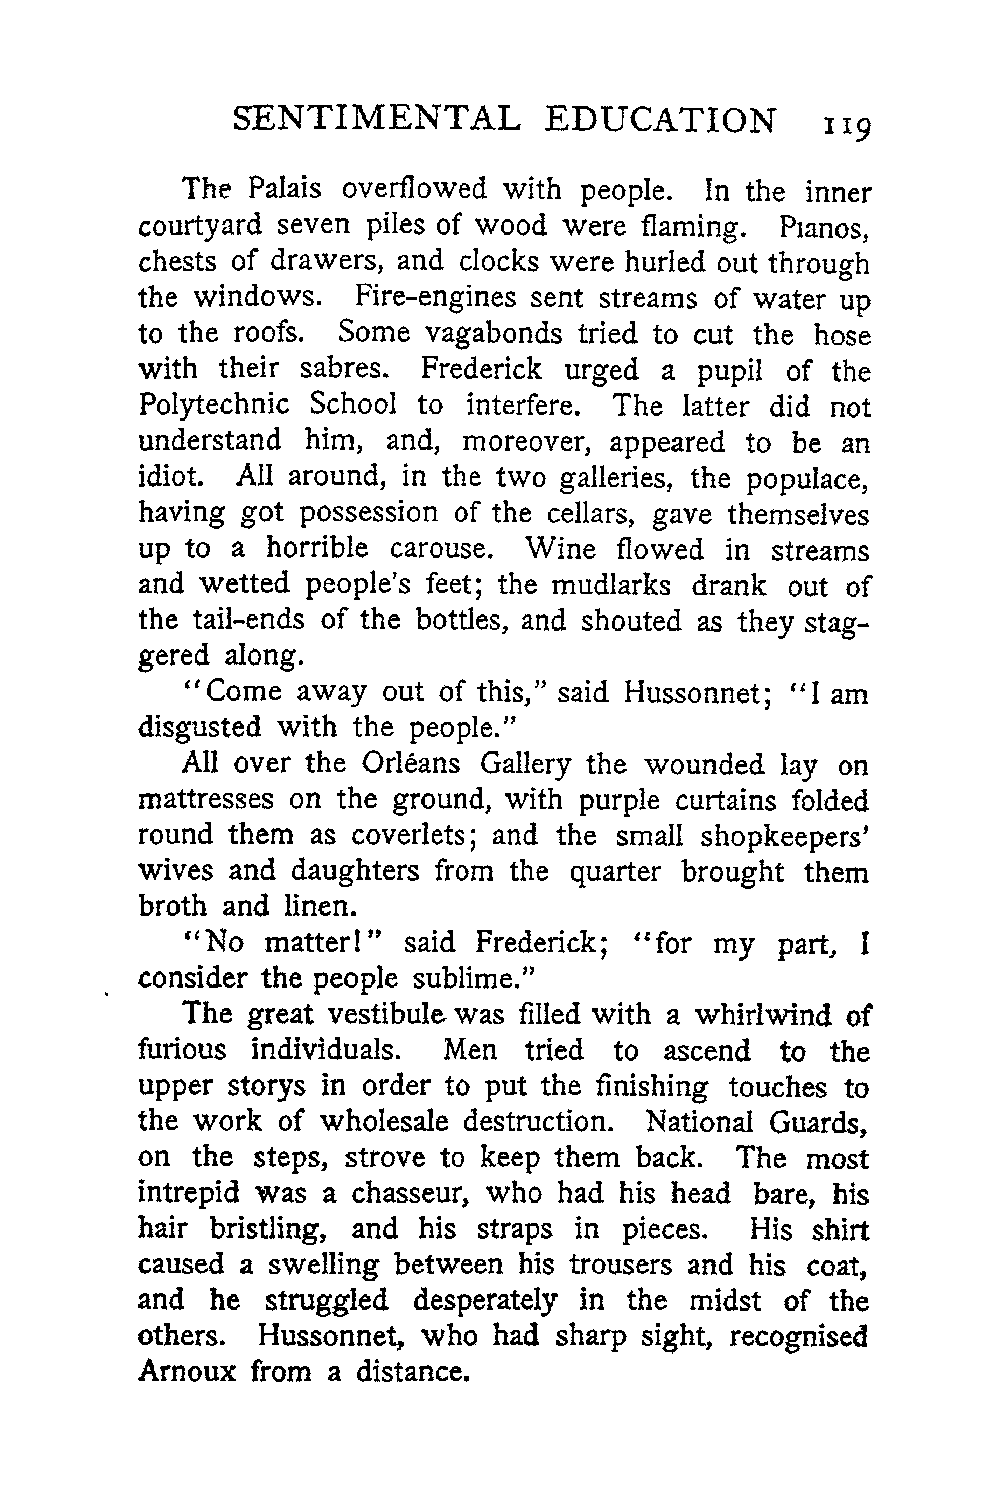 SENTIMENTAL EDUCATION 119
The Palais overflowed with people. In the inner
courtyard seven piles of wood were flaming. Pianos,
chests of drawers, and clocks were hurled out through
the windows. Fire-engines sent streams of water up
to the roofs. Some vagabonds tried to cut the hose
with their sabres. Frederick urged a pupil of the
Polytechnic School to interfere. The latter did not
understand him, and, moreover, appeared to be an
idiot. All around, in the two galleries, the populace,
having got possession of the cellars, gave themselves
up to a horrible carouse. Wine flowed in streams
and wetted people's feet; the mudlarks drank out of
the tail-ends of the bottles, and shouted as they stag-
gered along.
"Come away out of this," said Hussonnet; "I am
disgusted with the people."
All over the Orléans Gallery the wounded lay on
mattresses on the ground, with purple curtains folded
round them as coverlets; and the small shopkeepers'
wives and daughters from the quarter brought them
broth and linen.
"No matter!" said Frederick; "for my part, I
consider the people sublime."
The great vestibule was filled with a whirlwind of
furious individuals. Men tried to ascend to the
upper storys in order to put the finishing touches to
the work of wholesale destruction. National Guards,
on the steps, strove to keep them back. The most
intrepid was a chasseur, who had his head bare, his
hair bristling, and his straps in pieces. His shirt
caused a swelling between his trousers and his coat,
and he struggled desperately in the midst of the
others. Hussonnet, who had sharp sight, recognised
Arnoux from a distance.